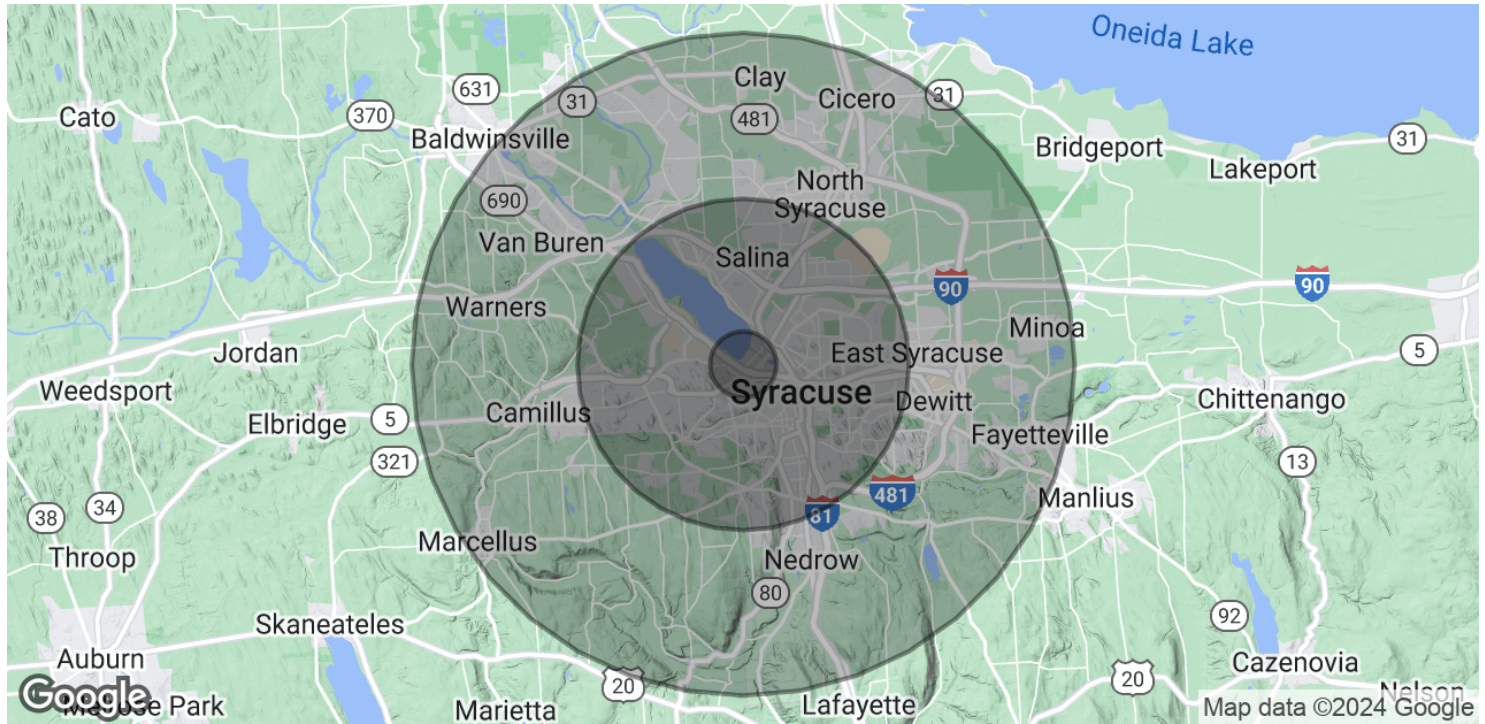 Oneida Lake
Clay
631
Cicero
31
31
Cato
370
481
Baldwinsville
Bridgeport
31
Lakeport
North
Syracuse
690
Van Buren
Salina
90
90
Warners
Minoa
Jordan
East Syracuse
5
Weedsport
Syracuse
Dewitt
Chittenango
Camillus
5
Elbridge
Fayetteville
321
13
481
Manlius
34
38
81
Marcellus
Throop
Nedrow
80
92
Skaneateles
Auburn
Cazenovia
20
20
Google
Melrose Park
Marietta
Lafayette
Nelson
Map data ©2024 Google